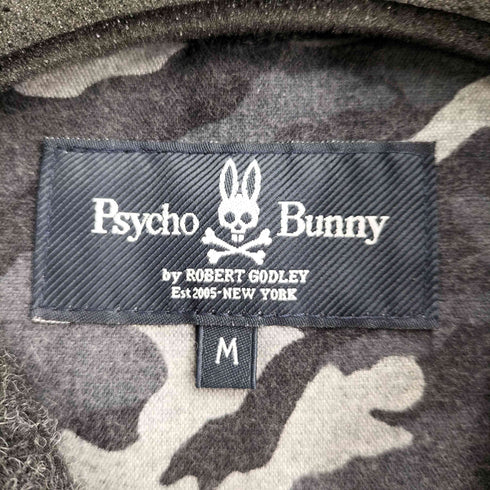 Psycho Bunny
by ROBERT GODLEY
Est 2005-NEW YORK
M